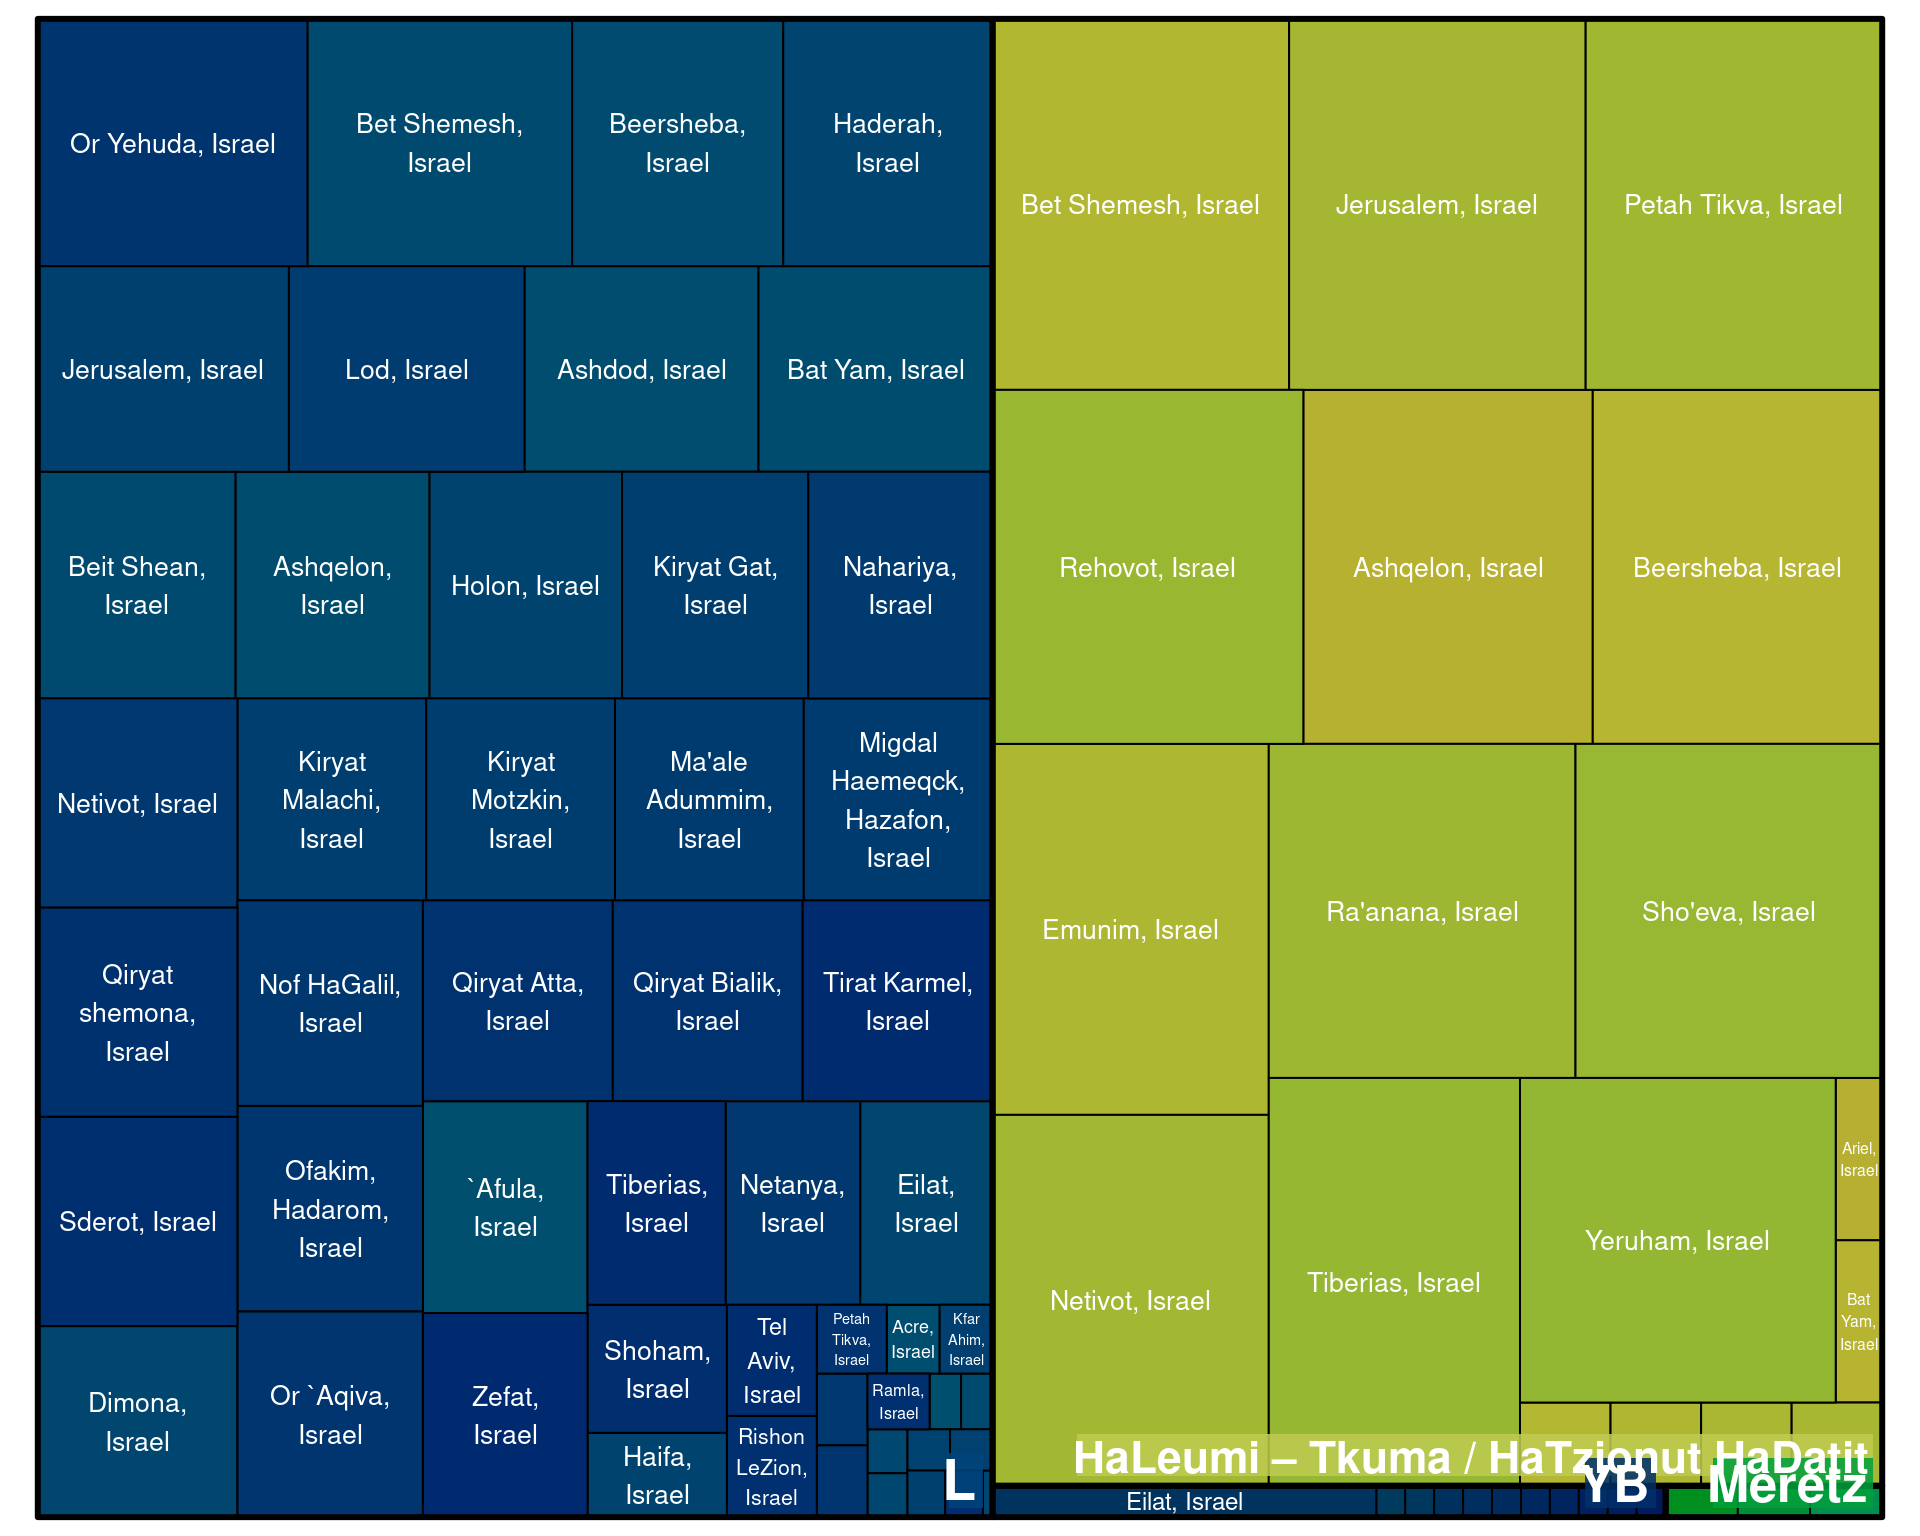 Or Yehuda, Israel
Bet Shemesh,
Israel
Beersheba,
Israel
Haderah,
Israel
Jerusalem, Israel
Lod, Israel
Ashdod, Israel
Bat Yam, Israel
Beit Shean,
Israel
Ashqelon,
Israel
Holon, Israel
Kiryat Gat,
Israel
Nahariya,
Israel
Netivot, Israel
Kiryat
Malachi,
Israel
Kiryat
Motzkin,
Israel
Ma'ale
Adummim,
Israel
Migdal
Haemeqck,
Hazafon,
Israel
Qiryat
shemona,
Israel
Nof HaGalil,
Israel
Qiryat Atta,
Israel
Qiryat Bialik,
Israel
Tirat Karmel,
Israel
Sderot, Israel
Ofakim,
Hadarom,
Israel
`Afula,
Israel
Tiberias,
Israel
Netanya,
Israel
Eilat,
Israel
Dimona,
Israel
Or `Aqiva,
Israel
Zefat,
Israel
Shoham,
Israel
Haifa,
Israel
Tel
Aviv,
Israel
Rishon
LeZion,
Israel
Petah
Tikva,
Israel
Acre,
Israel
Kfar
Ahim,
Israel
Ramla,
Israel
L
Bet Shemesh, Israel
Jerusalem, Israel
Petah Tikva, Israel
Rehovot, Israel
Ashqelon, Israel
Beersheba, Israel
Emunim, Israel
Ra'anana, Israel
Sho'eva, Israel
Netivot, Israel
Tiberias, Israel
Yeruham, Israel
Ariel,
Israel
Bat
Yam,
Israel
HaLeumi – Tkuma / HaTzionut HaDatit
Eilat, Israel
YB
Meretz